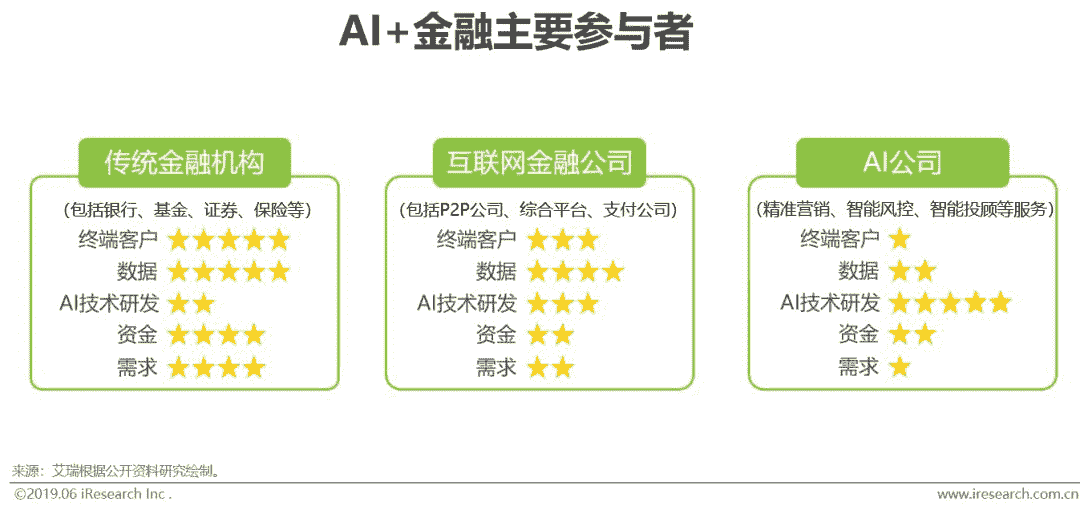 AI+金融主要参与者
传统金融机构
(包括银行、基金、证券、保险等)
终端客户
数据
AI技术研发
资金
需求
互联网金融公司
(包括P2P公司、综合平台、支付公司)
终端客户
数据
AI技术研发
资金
需求
AI公司
(精准营销、智能风控、智能投顾等服务)
终端客户
数据
AI技术研发
资金
需求
来源：艾瑞根据公开资料研究绘制。
©2019.06 iResearch Inc .
www.iresearch.com.cn